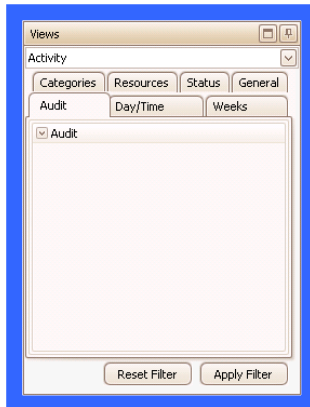 Views
Activity
Categories Resources Status General
Audit Day/Time Weeks
Audit
Reset Filter Apply Filter